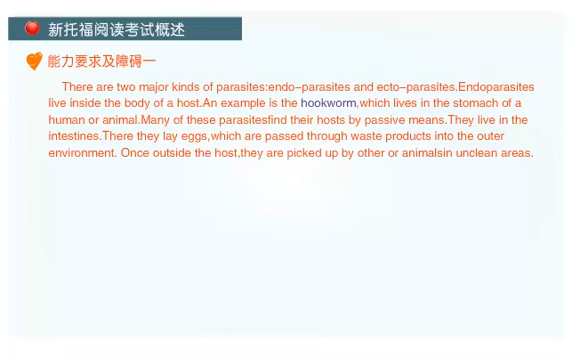 新托福阅读考试概述
能力要求及障碍一
There are two major kinds of parasites:endo-parasites and ecto-parasites.Endoparasites
live inside the body of a host.An example is the hookworm,which lives in the stomach of a
human or animal.Many of these parasitesfind their hosts by passive means.They live in the
intestines.There they lay eggs,which are passed through waste products into the outer
environment. Once outside the host,they are picked up by other or animalsin unclean areas.